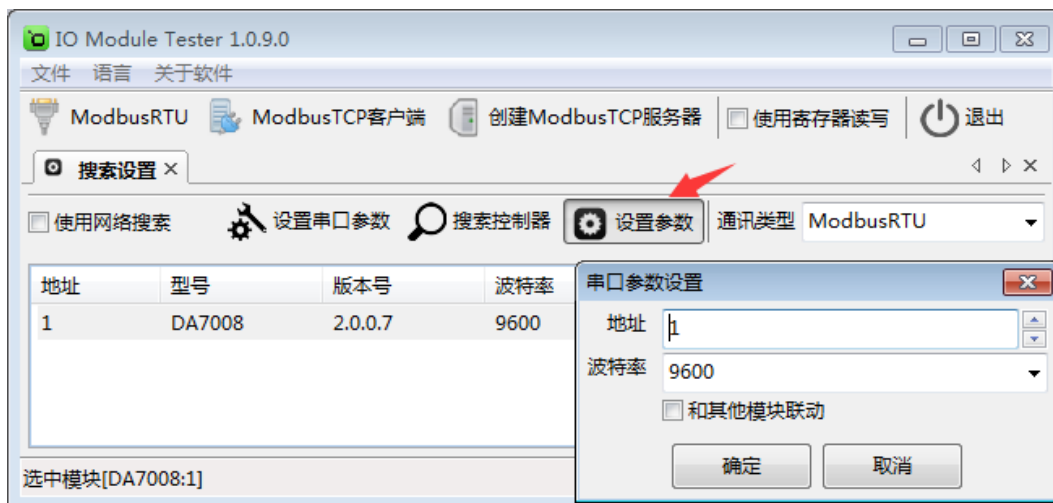 IO Module Tester 1.0.9.0
文件 语言 关于软件
ModbusRTU ModbusTCP客户端 创建ModbusTCP服务器 使用寄存器读写 退出
搜索设置
使用网络搜索 设置串口参数 搜索控制器 设置参数 通讯类型 ModbusRTU
地址 型号 版本号 波特率
1 DA7008 2.0.0.7 9600
串口参数设置
地址 1
波特率 9600
和其他模块联动
确定 取消
选中模块[DA7008:1]